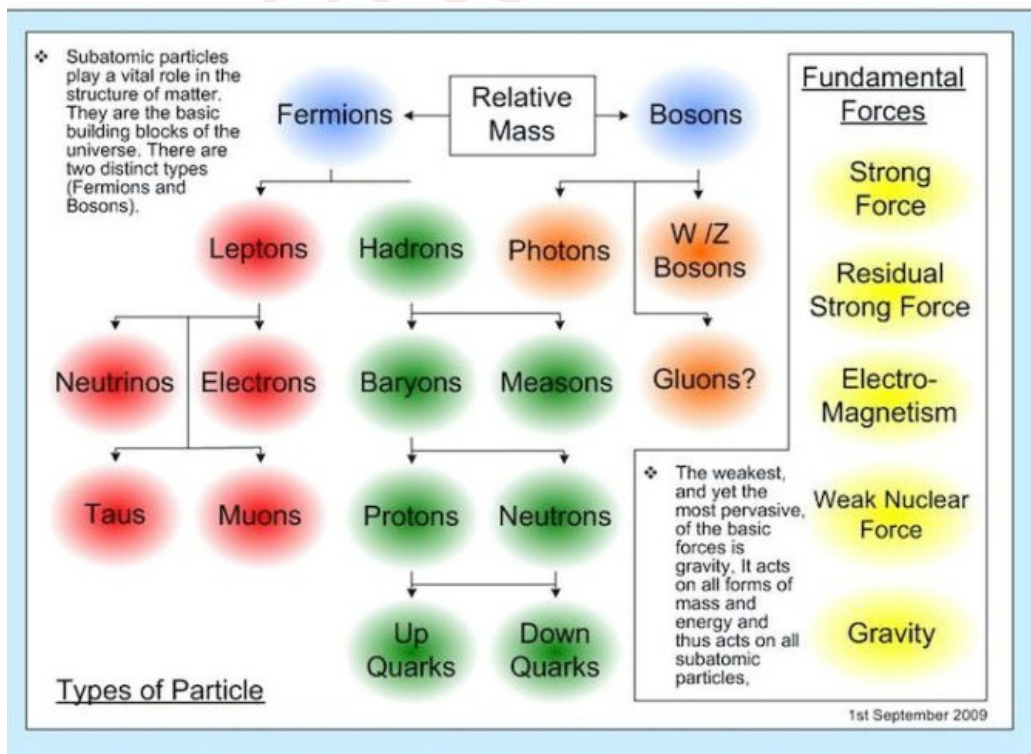 ❖ Subatomic particles
play a vital role in the
structure of matter.
They are the basic
building blocks of the
universe. There are
two distinct types
(Fermions and
Bosons).
Fermions
Relative
Mass
Bosons
Leptons
Hadrons
Photons
W /Z
Bosons
Neutrinos
Electrons
Baryons
Measons
Gluons?
Taus
Muons
Protons
Neutrons
Up
Quarks
Down
Quarks
Types of Particle
Fundamental
Forces
Strong
Force
Residual
Strong Force
Electro-
Magnetism
Weak Nuclear
Force
Gravity
❖ The weakest,
and yet the
most pervasive,
of the basic
forces is
gravity, It acts
on all forms of
mass and
energy and
thus acts on all
subatomic
particles,
1st September 2009